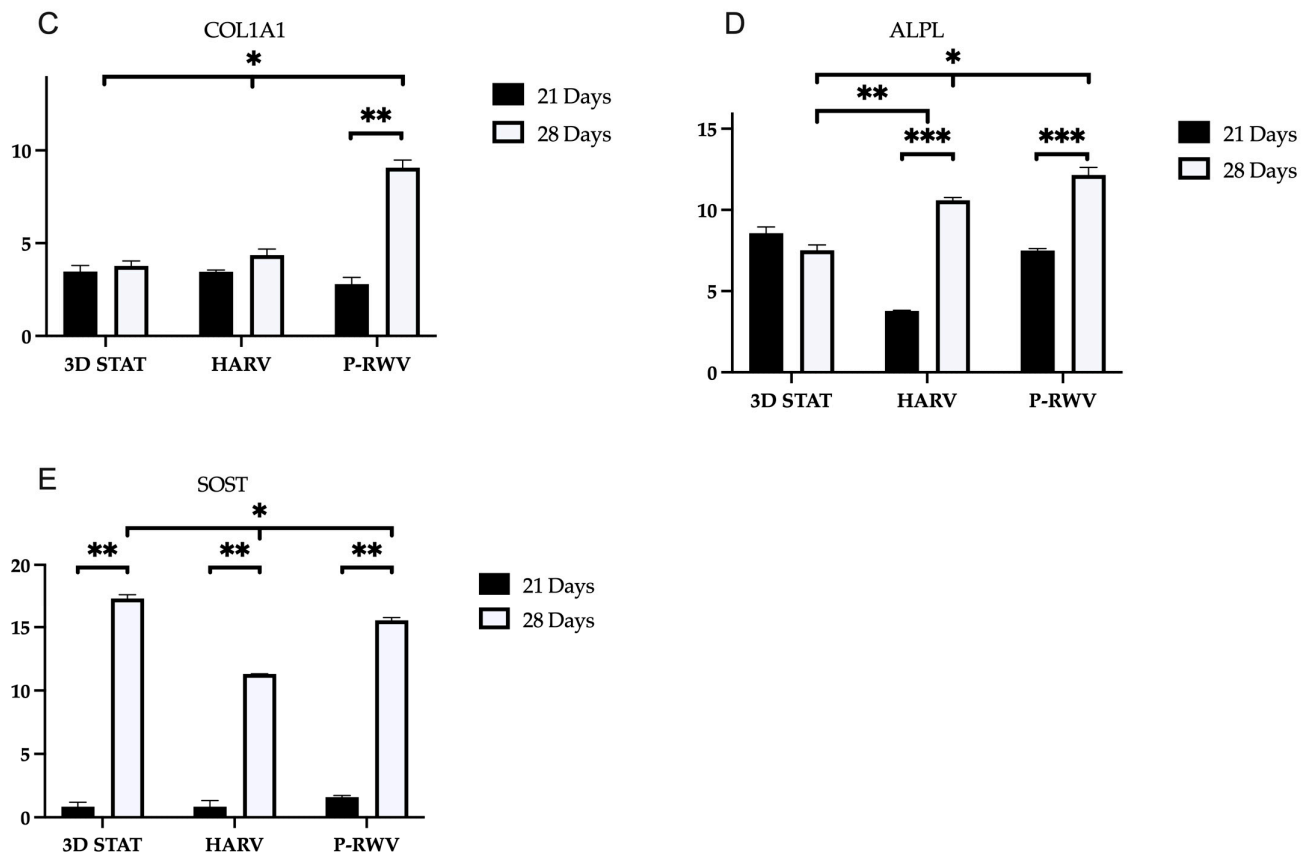 C
COL1A1
*
**
10
5
0
3D STAT HARV P-RWV
21 Days
28 Days
D
ALPL
*
**
*** ***
15
10
5
0
3D STAT HARV P-RWV
21 Days
28 Days
E
SOST
*
** ** **
20
15
10
5
0
3D STAT HARV P-RWV
21 Days
28 Days